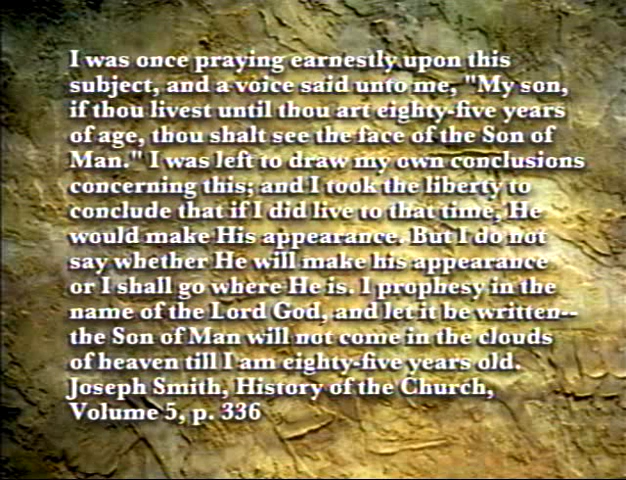 I was once praying earnestly upon this
subject, and a voice said unto me, "My son,
if thou livest until thou art eighty-five years
of age, thou shalt see the face of the Son of
Man." I was left to draw my own conclusions
concerning this; and I took the liberty to
conclude that if I did live to that time, He
would make His appearance. But I do not
say whether He will make his appearance
or I shall go where He is. I prophesy in the
name of the Lord God, and let it be written--
the Son of Man will not come in the clouds
of heaven till I am eighty-five years old.
Joseph Smith, History of the Church,
Volume 5, p. 336